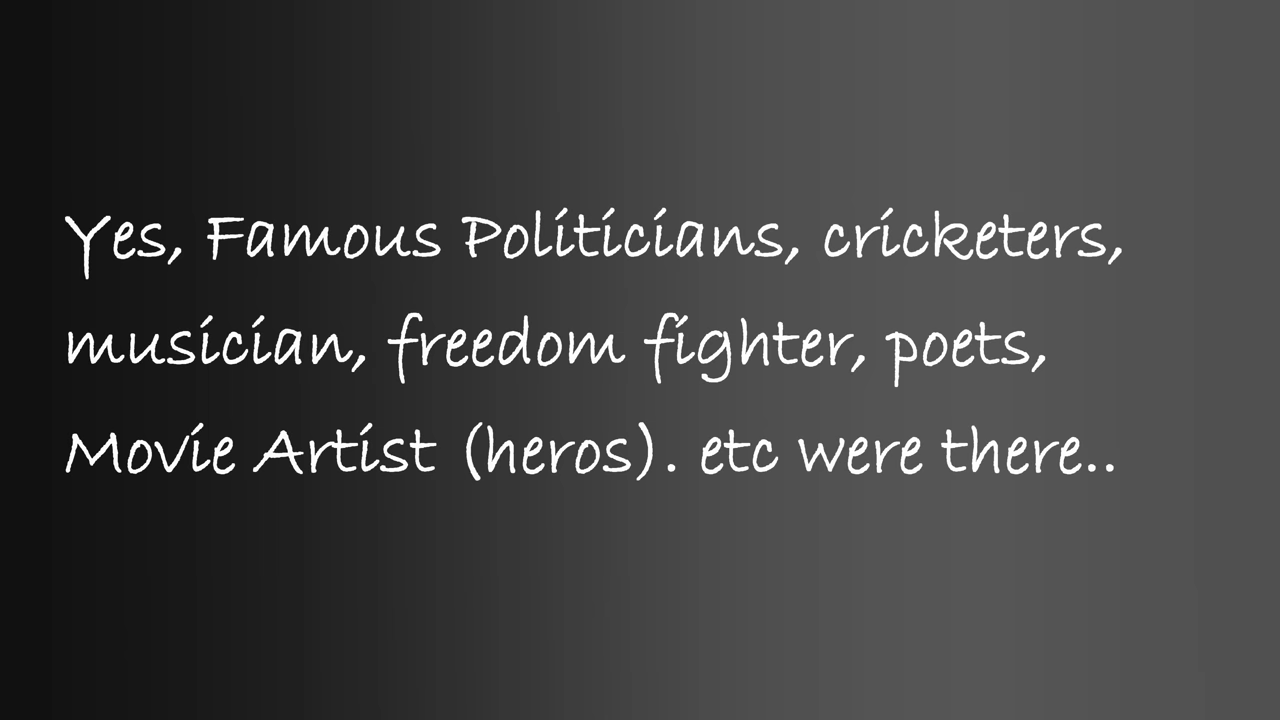 Yes, Famous Politicians, cricketers,
musician, freedom fighter, poets,
Movie Artist (heros). etc were there..